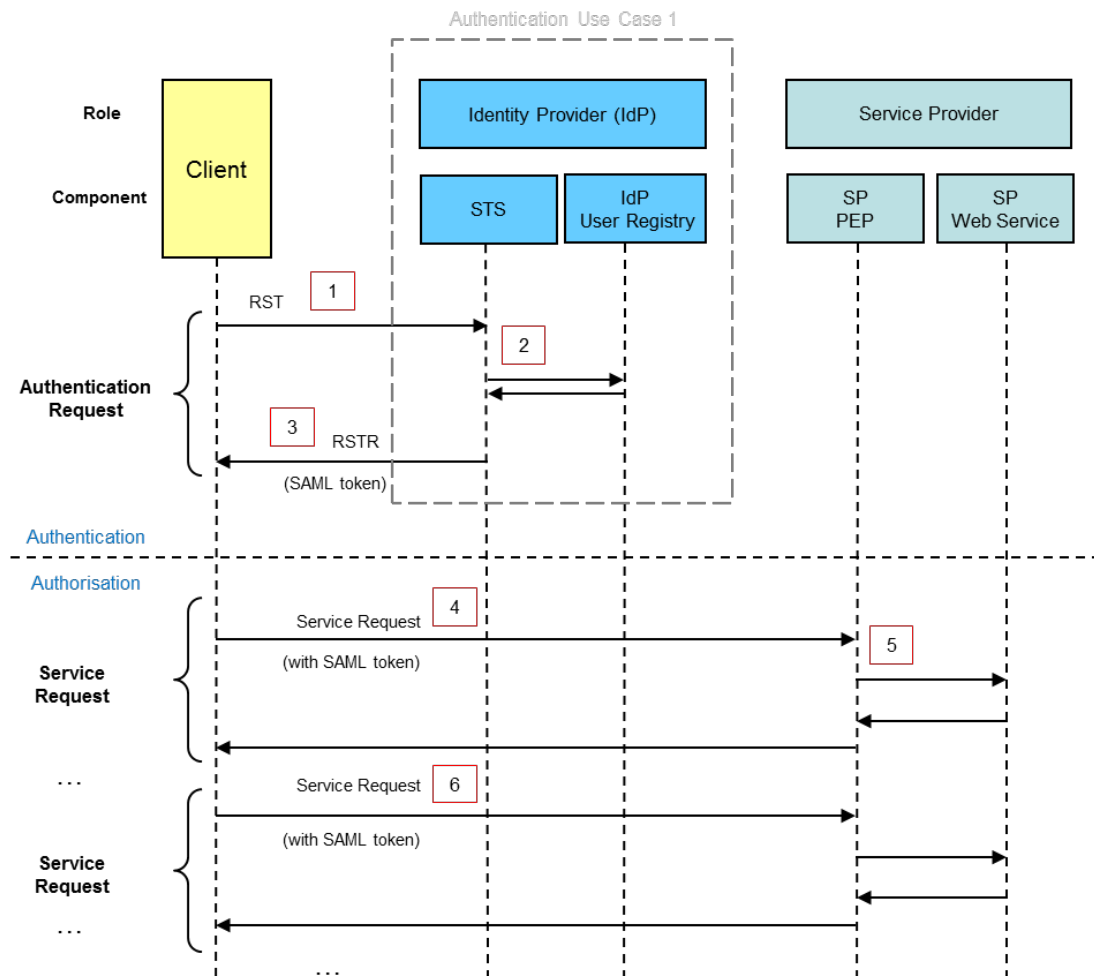 Authentication Use Case 1
Role
Client
Identity Provider (IdP)
Service Provider
Component
STS
IdP
User Registry
SP
PEP
SP
Web Service
RST
1
2
Authentication
Request
3
RSTR
(SAML token)
Authentication
Authorisation
Service Request
4
(with SAML token)
5
Service
Request
...
Service Request
6
(with SAML token)
Service
Request
...
...